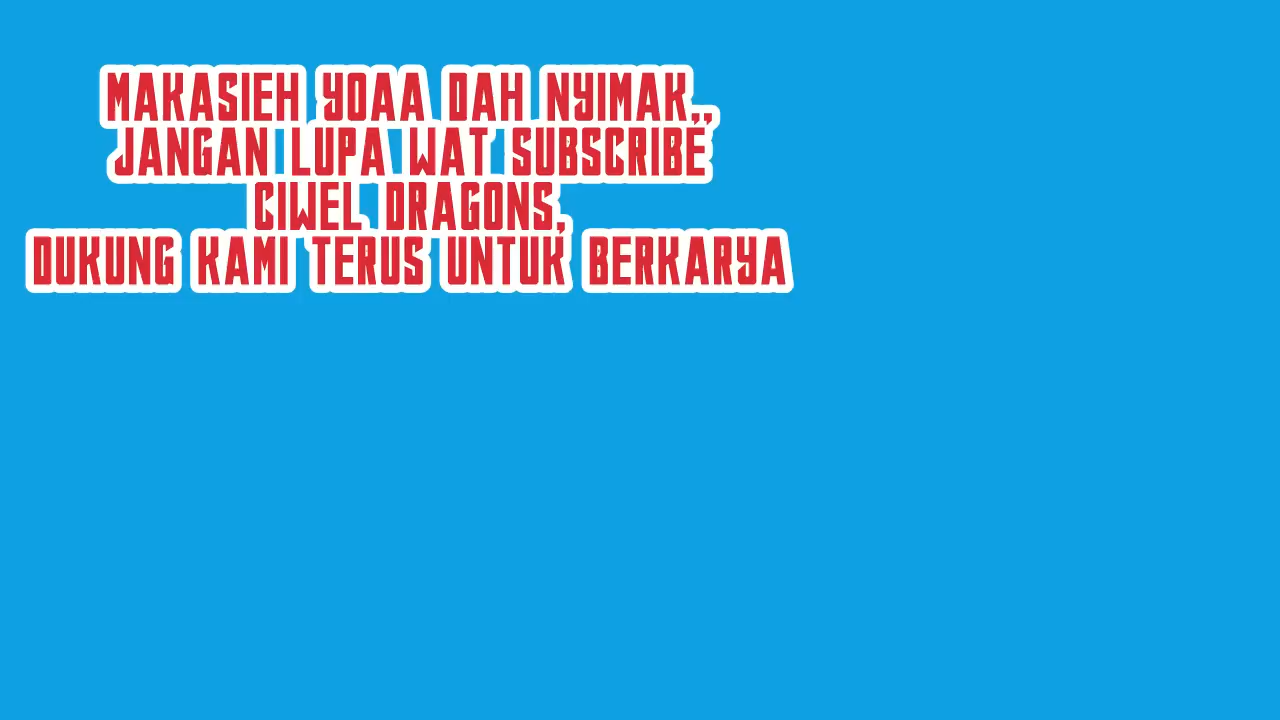 MAKASIEH YOAA DAH NYIMAK,,
JANGAN LUPA WAT SUBSCRIBE
CIWEL DRAGONS,
DUKUNG KAMI TERUS UNTUK BERKARYA